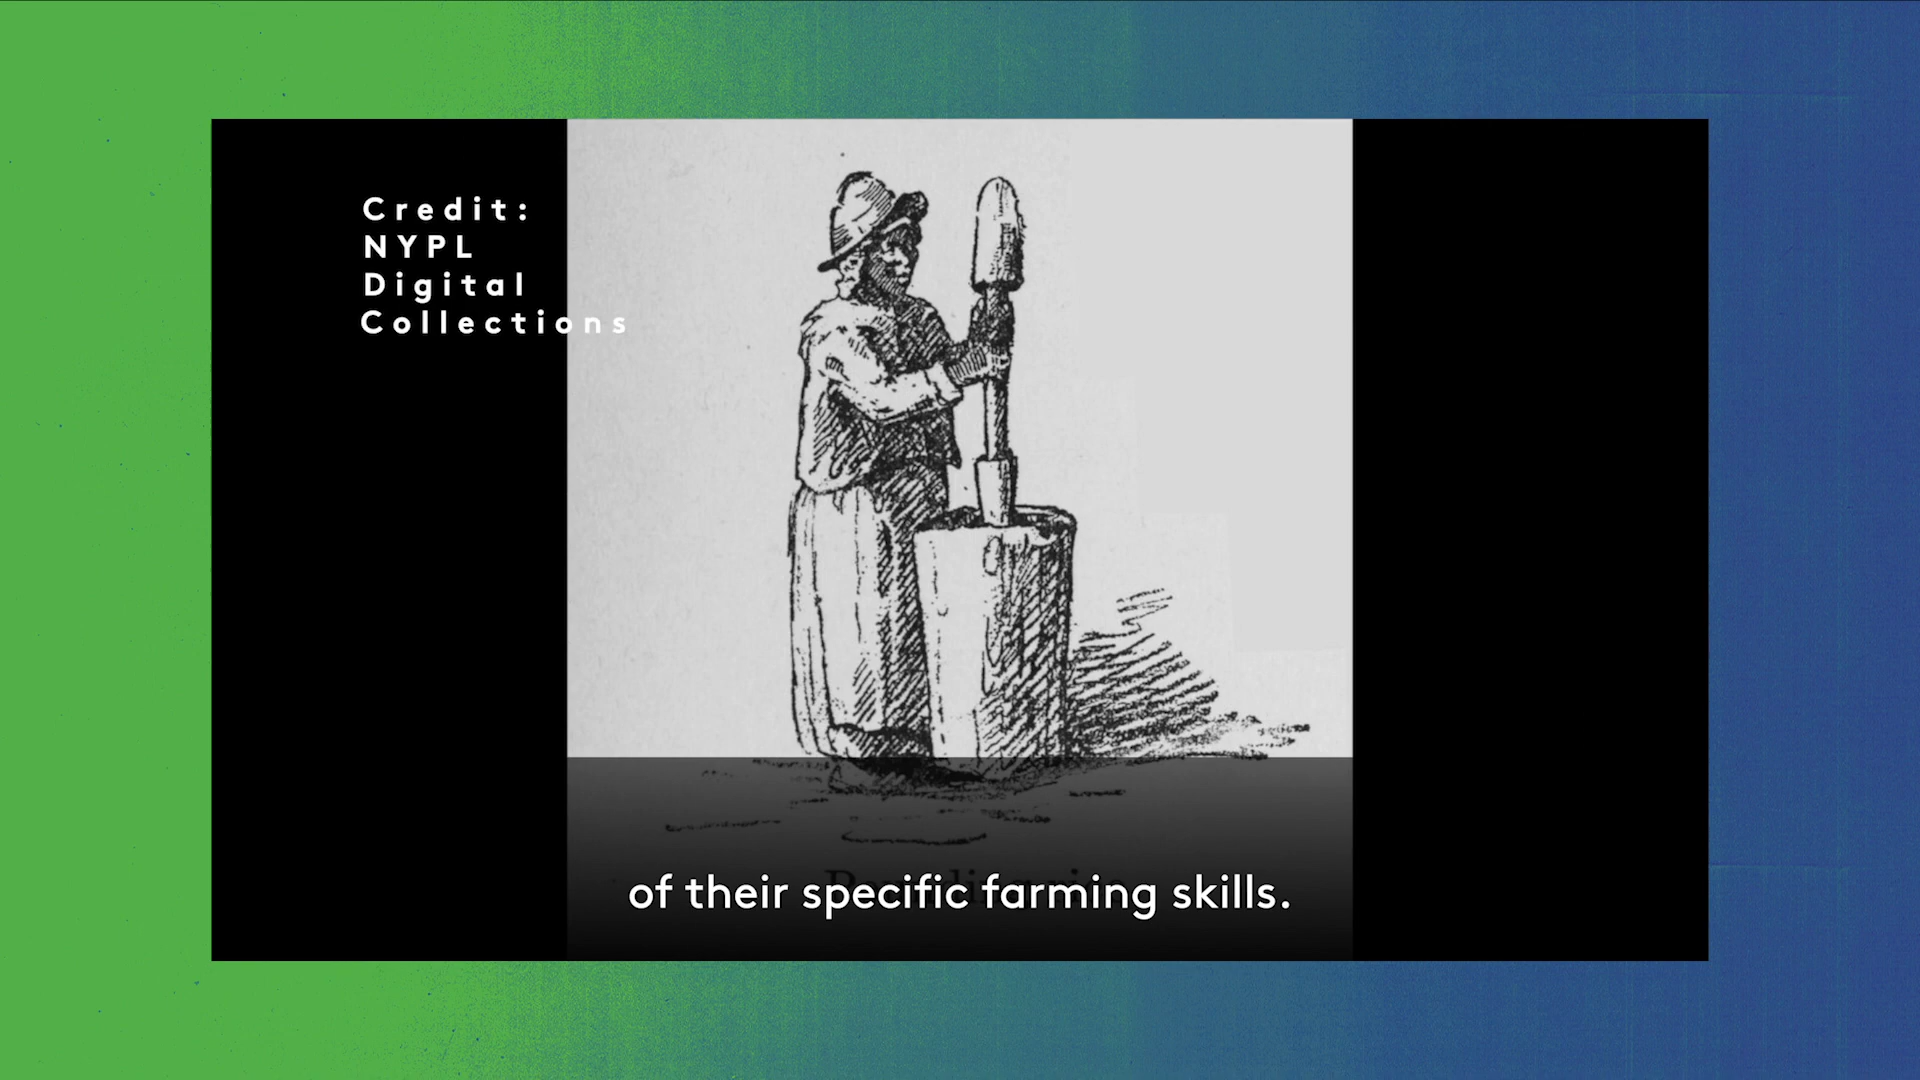 Credit:
NYPL
Digital
Collections
of their specific farming skills.